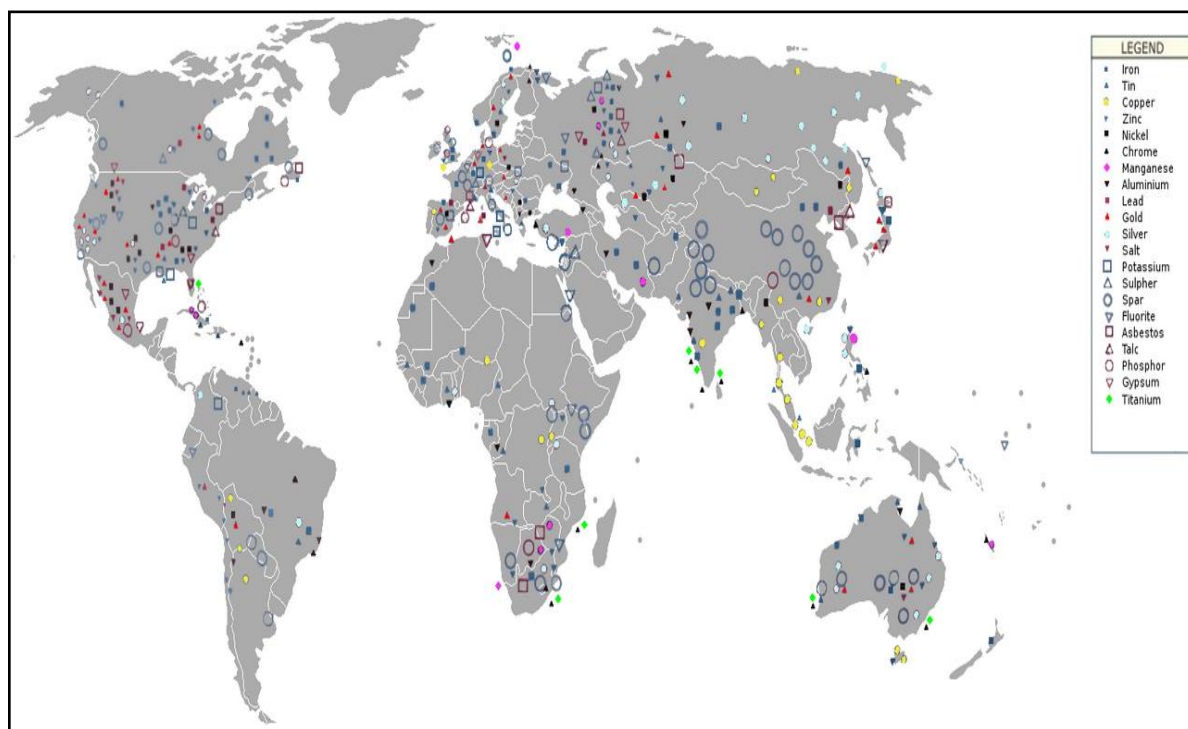 LEGEND
Iron
Tin
Copper
Zinc
Nickel
Chrome
Manganese
Aluminium
Lead
Gold
Silver
Salt
Potassium
Sulpher
Spar
Fluorite
Asbestos
Talc
Phosphor
Gypsum
Titanium